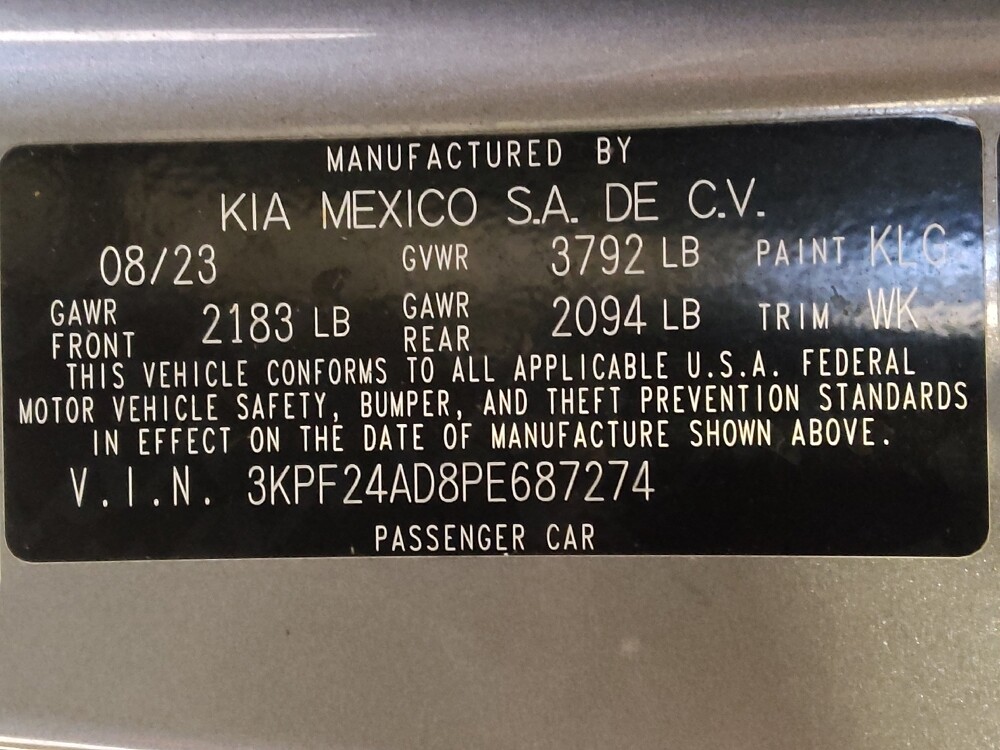 MANUFACTURED BY
KIA MEXICO S.A. DE C.V.
08/23 GVWR 3792 LB PAINT KLG
GAWR FRONT 2183 LB GAWR REAR 2094 LB TRIM WK
THIS VEHICLE CONFORMS TO ALL APPLICABLE U.S.A. FEDERAL
MOTOR VEHICLE SAFETY, BUMPER, AND THEFT PREVENTION STANDARDS
IN EFFECT ON THE DATE OF MANUFACTURE SHOWN ABOVE.
V.I.N. 3KPF24AD8PE687274
PASSENGER CAR